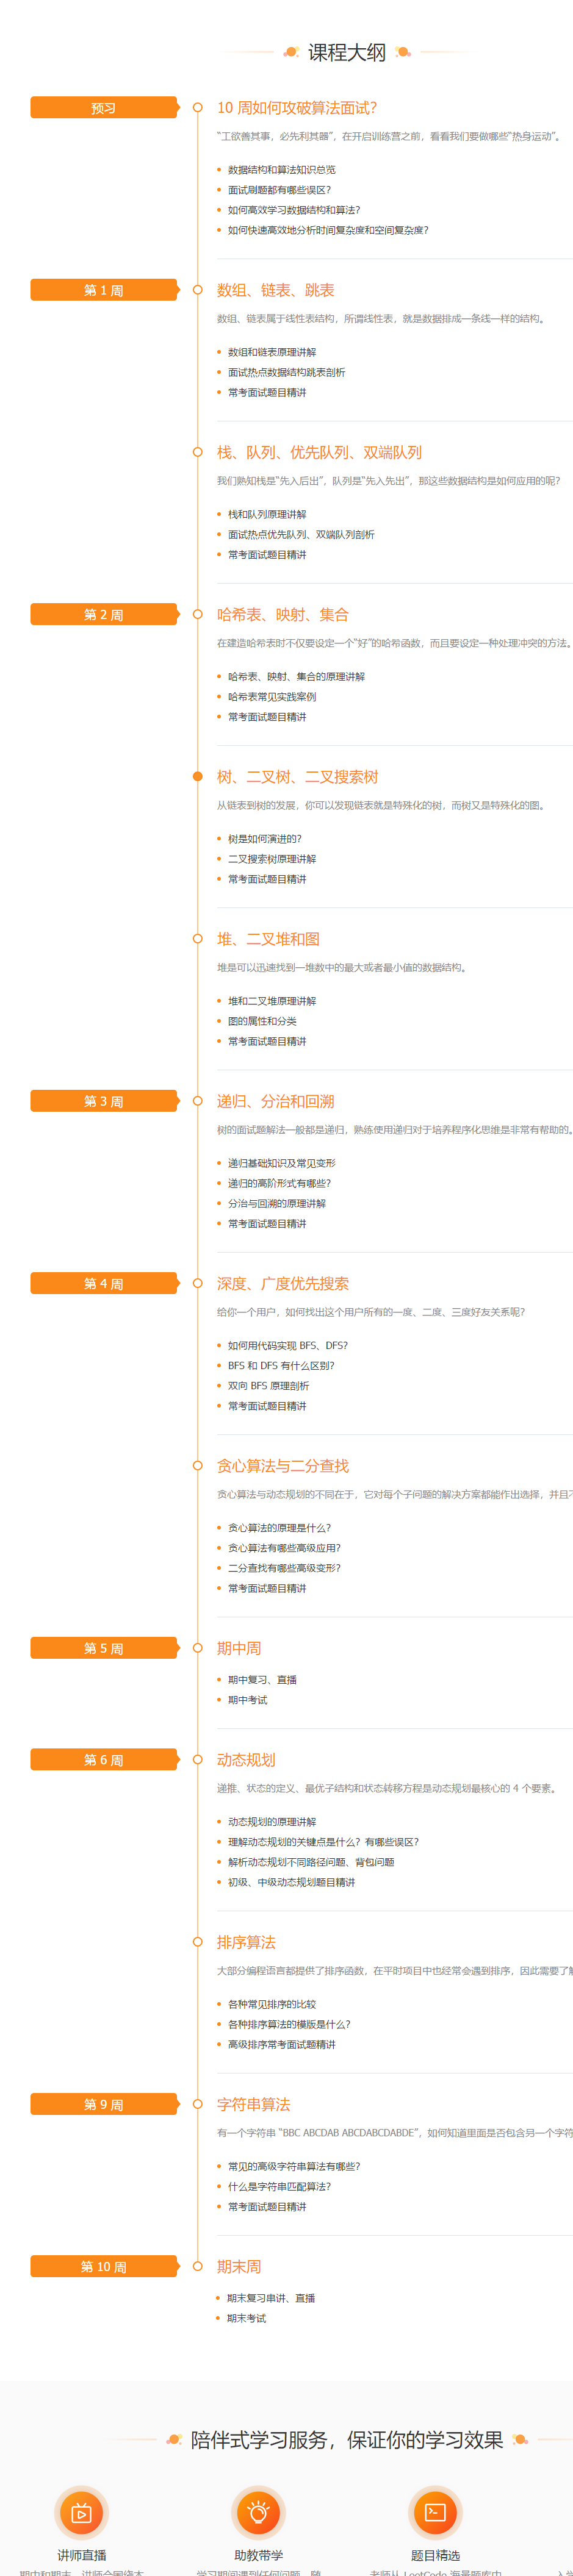 课程大纲
预习
10 周如何攻破算法面试?
“工欲善其事，必先利其器”，在开启训练营之前，看看我们要做哪些“热身运动”。
数据结构和算法知识总览
面试刷题都有哪些误区?
如何高效学习数据结构和算法?
如何快速高效地分析时间复杂度和空间复杂度?
第 1 周
数组、链表、跳表
数组、链表属于线性表结构，所谓线性表，就是数据排成一条线一样的结构。
数组和链表原理讲解
面试热点数据结构跳表剖析
常考面试题目精讲
栈、队列、优先队列、双端队列
我们熟知栈是“先入后出”，队列是“先入先出”，那这些数据结构是如何应用的呢?
栈和队列原理讲解
面试热点优先队列、双端队列剖析
常考面试题目精讲
第 2 周
哈希表、映射、集合
在建造哈希表时不仅要设定一个“好”的哈希函数，而且要设定一种处理冲突的方法。
哈希表、映射、集合的原理讲解
哈希表常见实践案例
常考面试题目精讲
树、二叉树、二叉搜索树
从链表到树的发展，你可以发现链表就是特殊化的树，而树又是特殊化的图。
树是如何演进的?
二叉搜索树原理讲解
常考面试题目精讲
堆、二叉堆和图
堆是可以迅速找到一堆数中的最大或者最小值的数据结构。
堆和二叉堆原理讲解
图的属性和分类
常考面试题目精讲
第 3 周
递归、分治和回溯
树的面试题解法一般都是递归，熟练使用递归对于培养程序化思维是非常有帮助的。
递归基础知识及常见变形
递归的高阶形式有哪些?
分治与回溯的原理讲解
常考面试题目精讲
第 4 周
深度、广度优先搜索
给你一个用户，如何找出这个用户所有的一度、二度、三度好友关系呢?
如何用代码实现 BFS、DFS?
BFS 和 DFS 有什么区别?
双向 BFS 原理剖析
常考面试题目精讲
贪心算法与二分查找
贪心算法与动态规划的不同在于，它对每个子问题的解决方案都能作出选择，并且不
贪心算法的原理是什么?
贪心算法有哪些高级应用?
二分查找有哪些高级变形?
常考面试题目精讲
第 5 周
期中周
期中复习、直播
期中考试
第 6 周
动态规划
递推、状态的定义、最优子结构和状态转移方程是动态规划最核心的 4 个要素。
动态规划的原理讲解
理解动态规划的关键点是什么? 有哪些误区?
解析动态规划不同路径问题、背包问题
初级、中级动态规划题目精讲
排序算法
大部分编程语言都提供了排序函数，在平时项目中也经常会遇到排序，因此需要了解
各种常见排序的比较
各种排序算法的模版是什么?
高级排序常考面试题精讲
第 9 周
字符串算法
有一个字符串 “BBC ABCDAB ABCDABCDABDE”，如何知道里面是否包含另一个字符
常见的高级字符串算法有哪些?
什么是字符串匹配算法?
常考面试题目精讲
第 10 周
期末周
期末复习串讲、直播
期末考试
陪伴式学习服务，保证你的学习效果
讲师直播
助教带学
题目精选